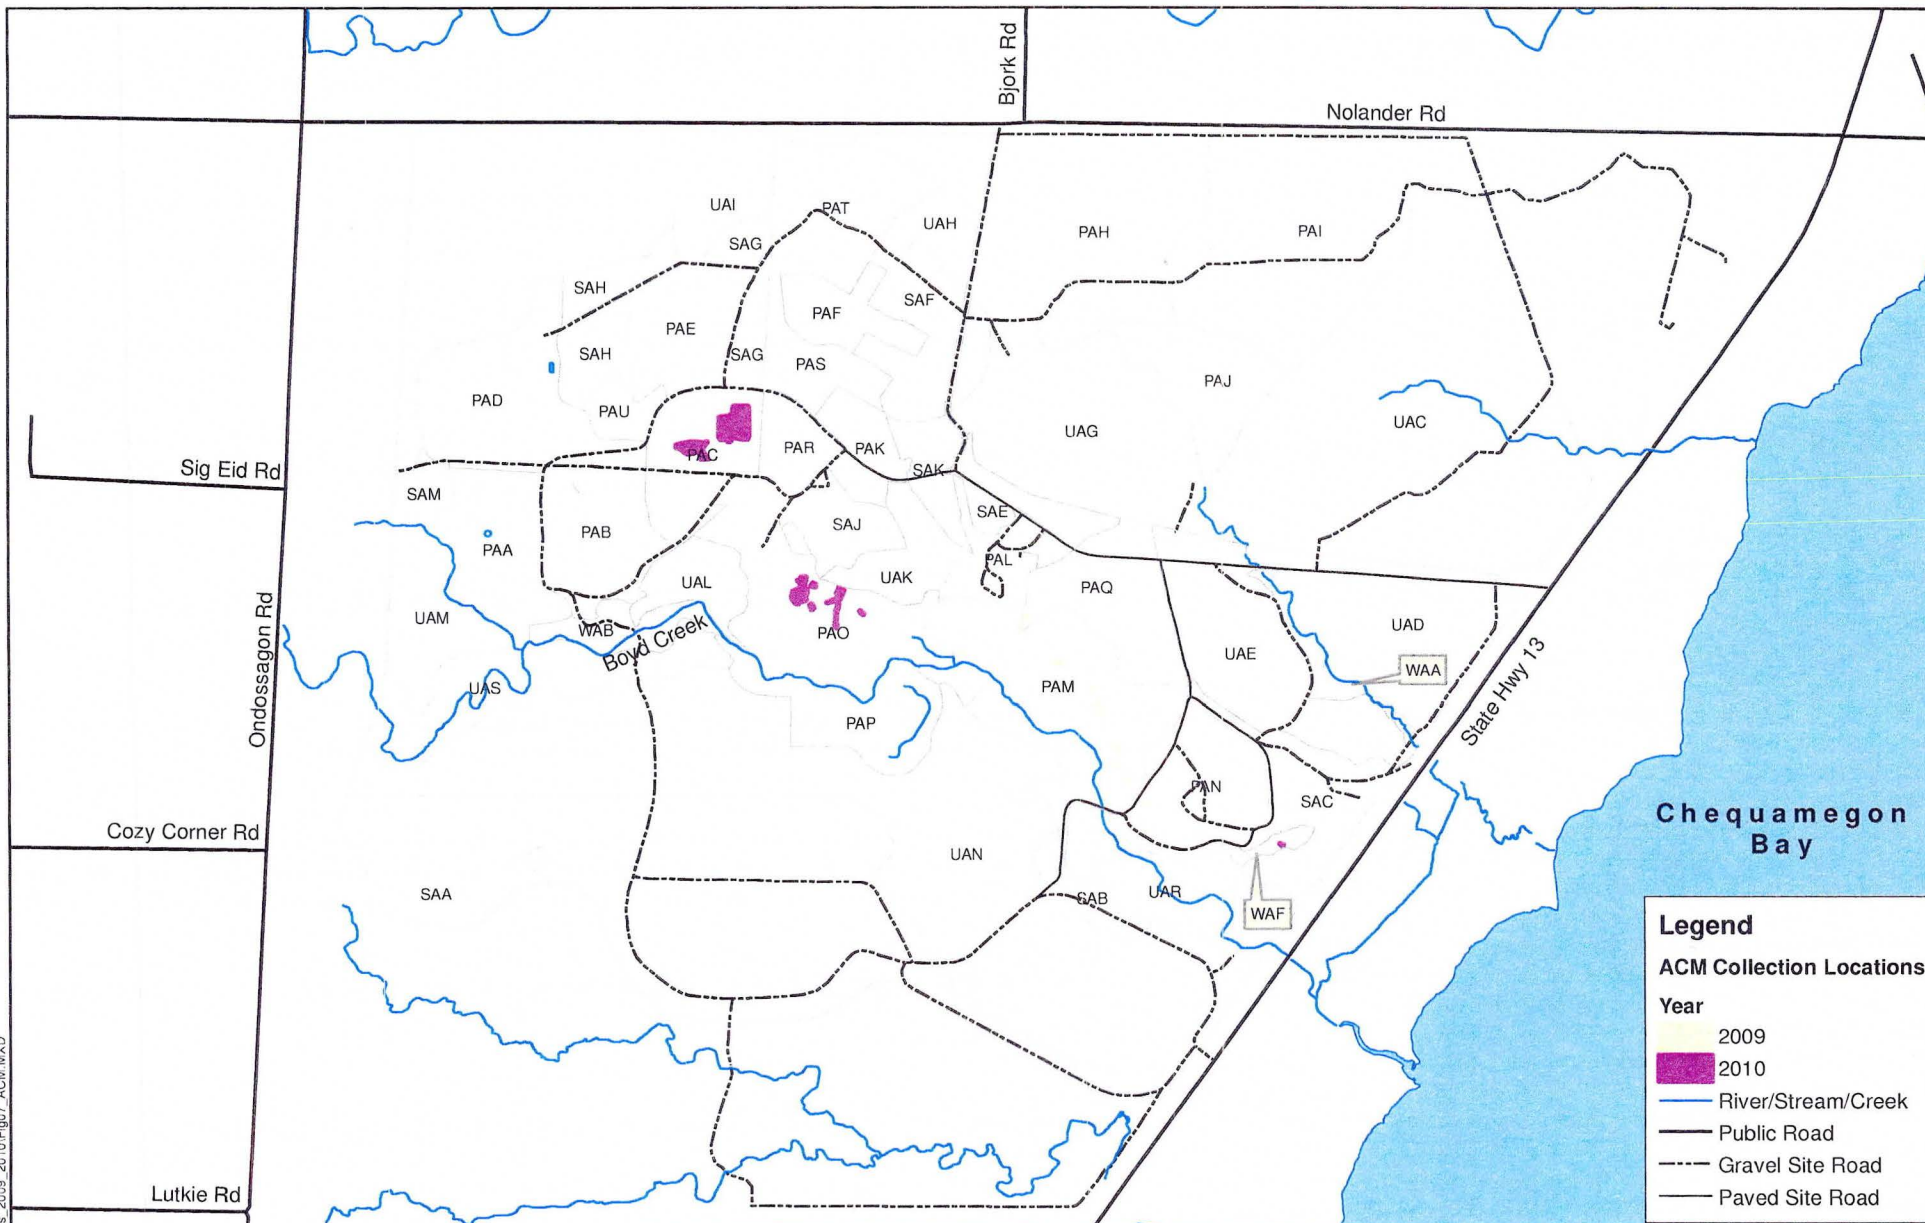 Bjork Rd
Nolander Rd
UAI
PAT
UAH
SAG
PAH
PAI
SAH
SAF
PAF
PAE
SAH
SAG
PAS
PAJ
PAD
PAU
UAC
UAG
PAC
PAR
PAK
SAK
Sig Eid Rd
SAM
SAE
SAJ
PAB
PAA
PAL
UAL
UAK
PAQ
Ondossagon Rd
UAM
WAB
Boyd Creek
PAO
UAD
UAE
WAA
State Hwy 13
UAS
PAM
PAP
PAN
SAC
Chequamegon
Bay
Cozy Corner Rd
UAN
SAA
SAB
UAR
WAF
Legend
ACM Collection Locations
Year
2009
2010
River/Stream/Creek
Public Road
Gravel Site Road
Paved Site Road
Lutkie Rd